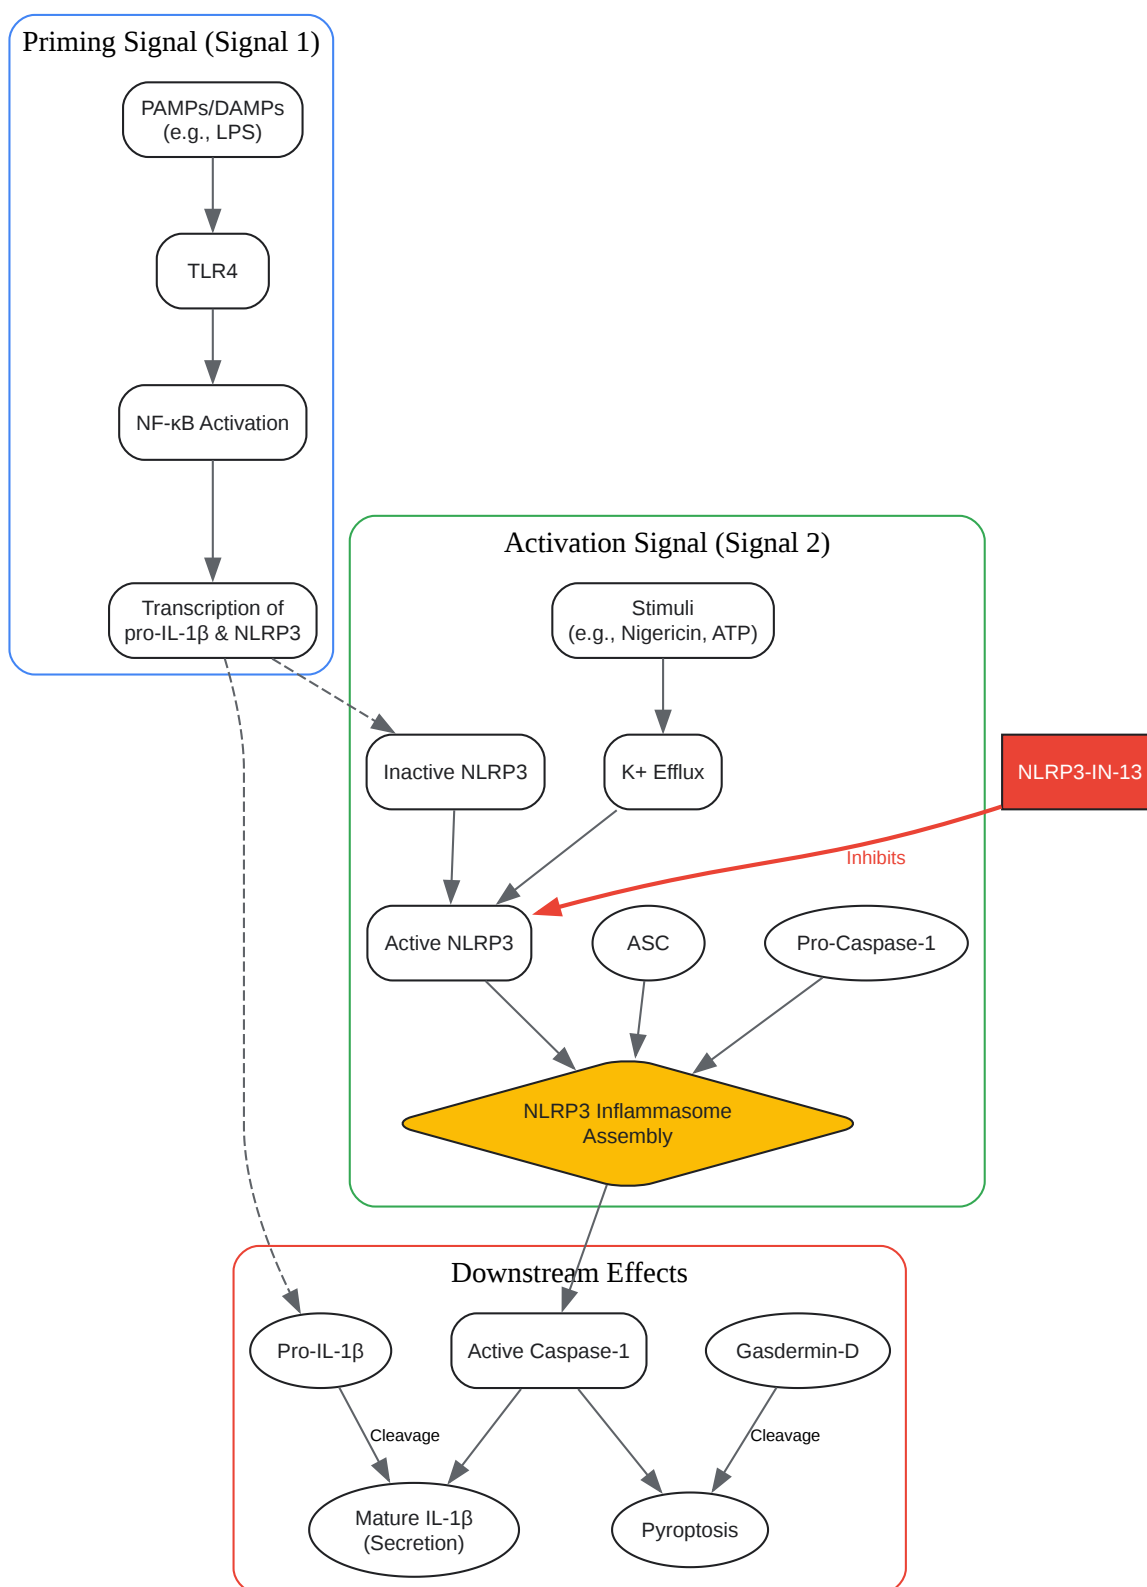 Priming Signal (Signal 1)
PAMPs/DAMPs
(e.g., LPS)
TLR4
NF-κB Activation
Transcription of
pro-IL-1β & NLRP3
Activation Signal (Signal 2)
Stimuli
(e.g., Nigericin, ATP)
Inactive NLRP3
K+ Efflux
NLRP3-IN-13
Inhibits
Active NLRP3
ASC
Pro-Caspase-1
NLRP3 Inflammasome
Assembly
Downstream Effects
Pro-IL-1β
Active Caspase-1
Gasdermin-D
Cleavage
Cleavage
Mature IL-1β
(Secretion)
Pyroptosis